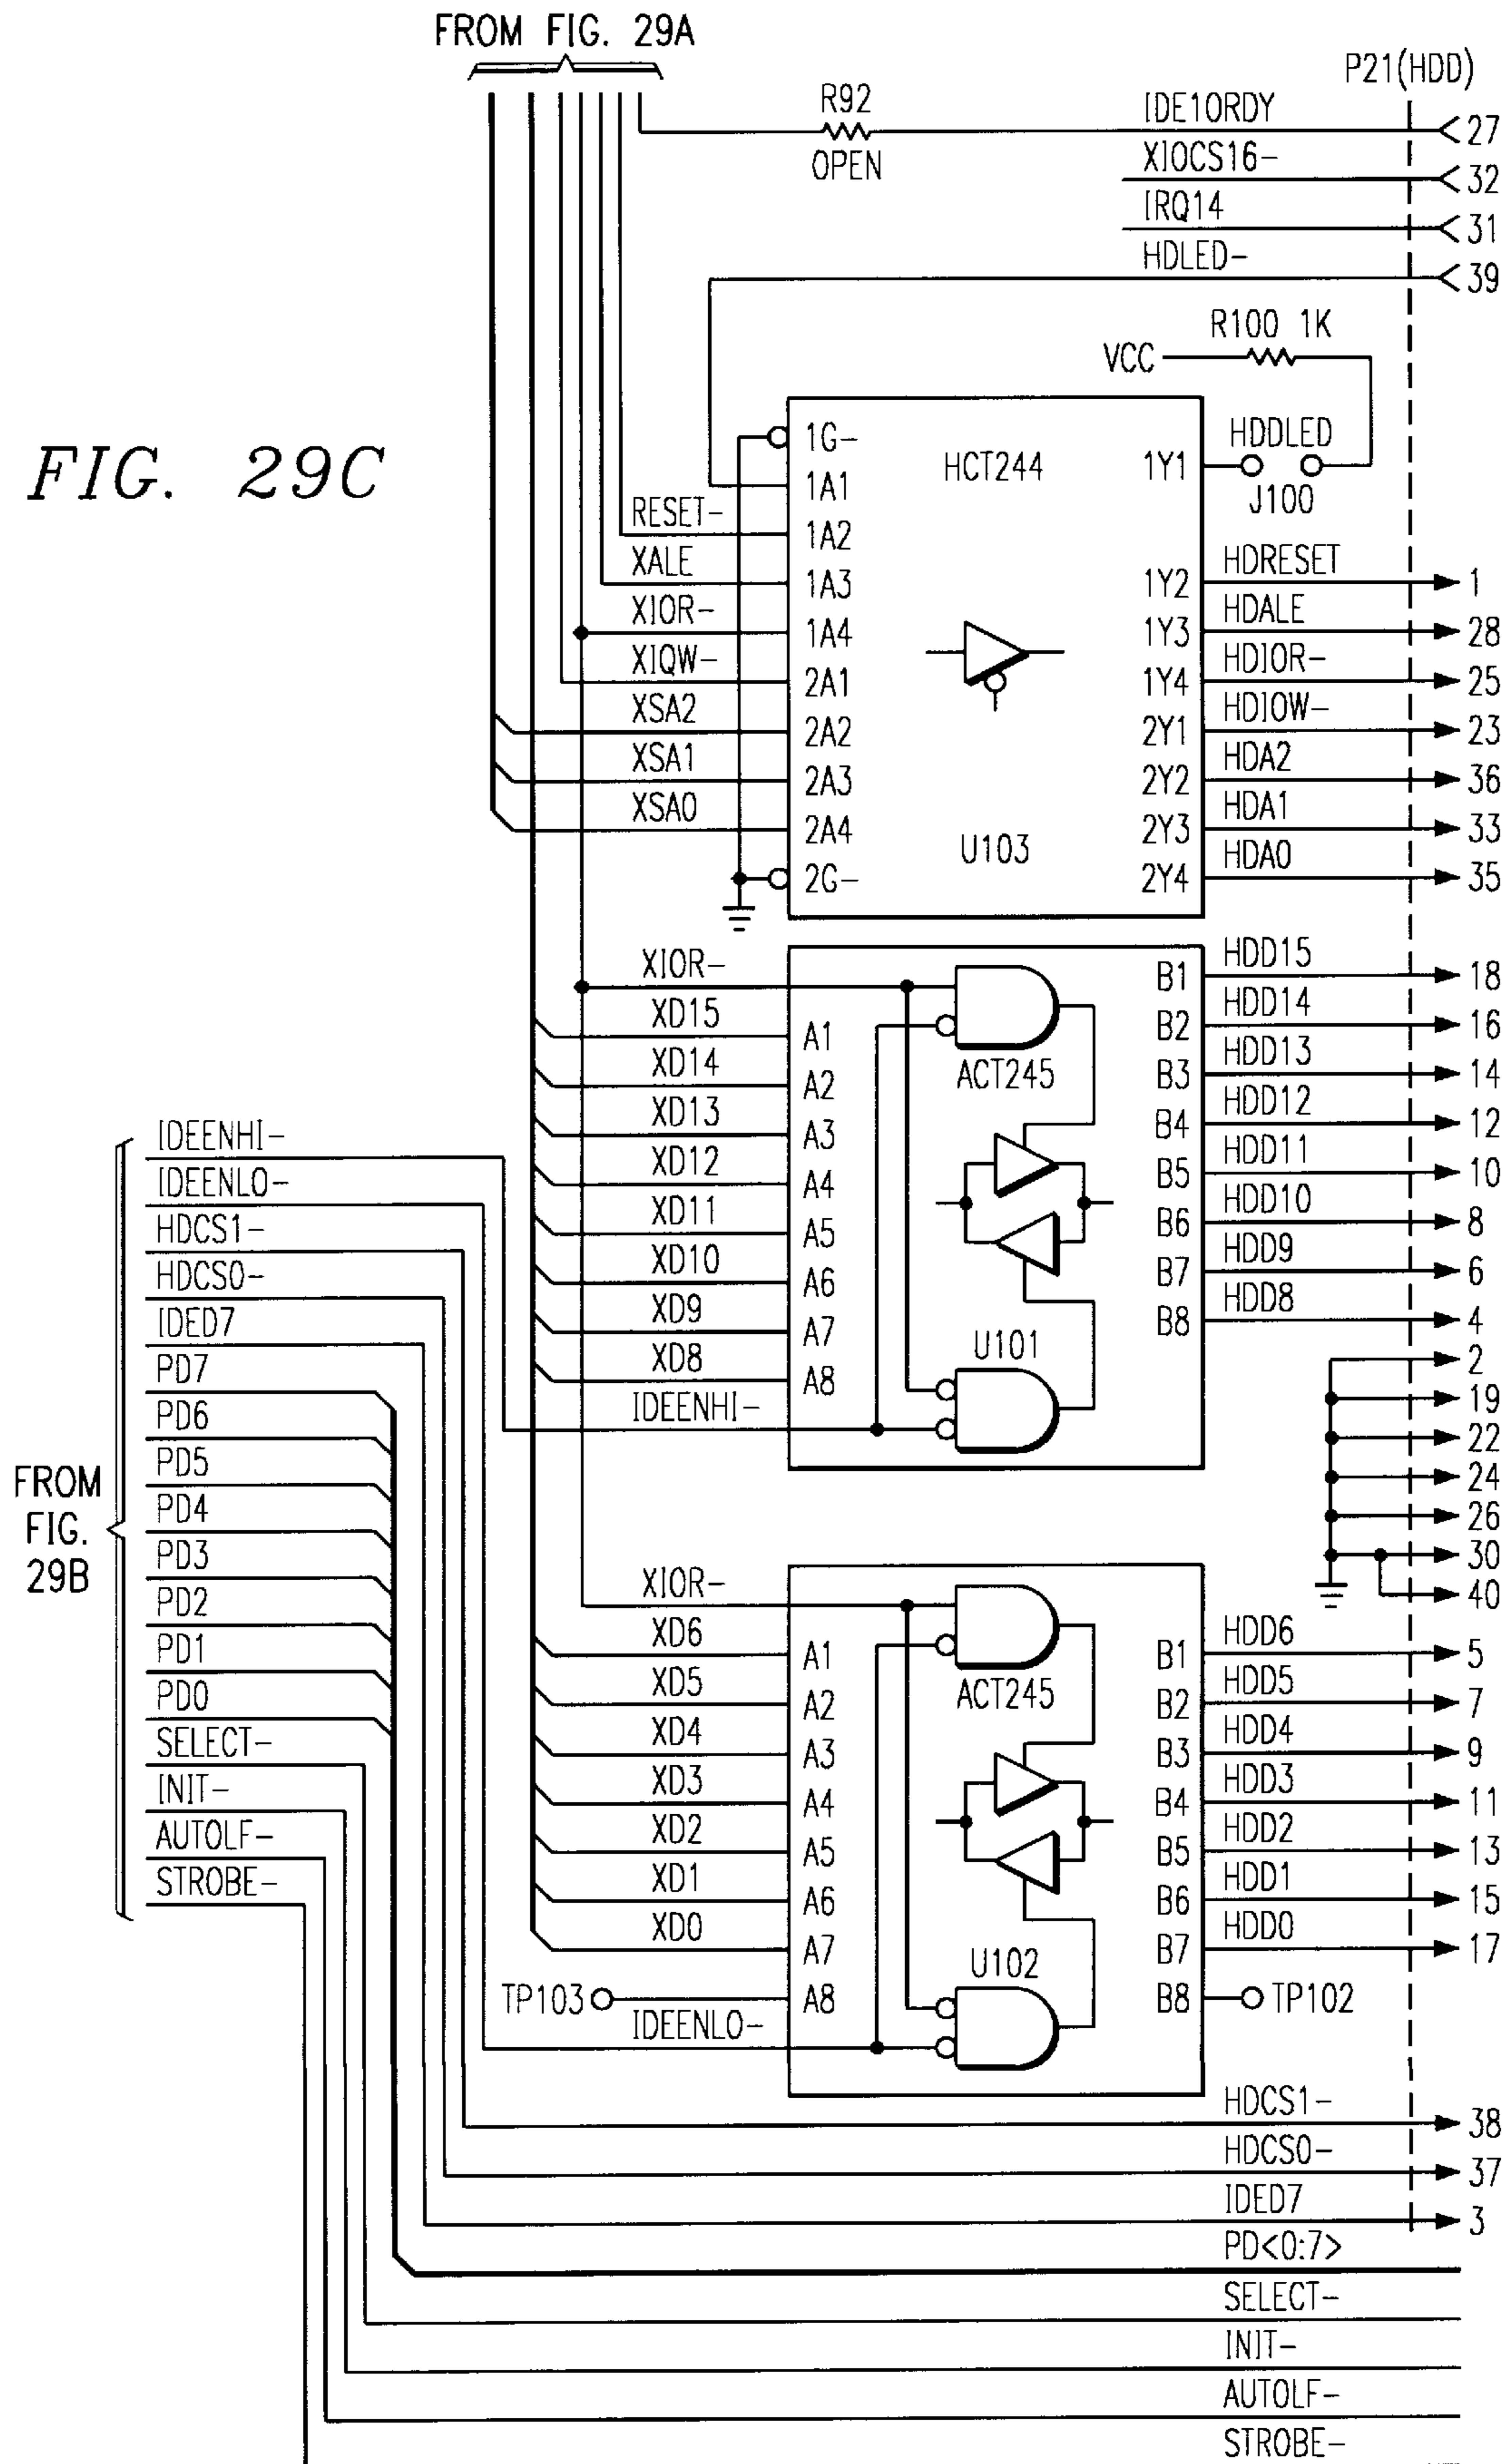 FROM FIG. 29A
P21(HDD)
R92
OPEN
IDE10RDY
27
XIOCS16-
32
IRQ14
31
HDLED-
39
R100 1K
VCC
FIG. 29C
HCT244
U103
1G-
1A1
RESET-
1A2
XALE
1A3
XIOR-
1A4
XIQW-
2A1
XSA2
2A2
XSA1
2A3
XSA0
2A4
2G-
1Y1
HDDLED
J100
1Y2
HDRESET
1
1Y3
HDALE
28
1Y4
HDIOR-
25
2Y1
HDIOW-
23
2Y2
HDA2
36
2Y3
HDA1
33
2Y4
HDA0
35
XIOR-
XD15
A1
XD14
A2
XD13
A3
XD12
A4
XD11
A5
XD10
A6
XD9
A7
XD8
A8
IDEENHI-
ACT245
U101
B1
HDD15
18
B2
HDD14
16
B3
HDD13
14
B4
HDD12
12
B5
HDD11
10
B6
HDD10
8
B7
HDD9
6
B8
HDD8
4
2
19
22
24
26
30
40
FROM
FIG.
29B
IDEENHI-
IDEENLO-
HDCS1-
HDCS0-
IDED7
PD7
PD6
PD5
PD4
PD3
PD2
PD1
PD0
SELECT-
INIT-
AUTOLF-
STROBE-
XIOR-
XD6
A1
XD5
A2
XD4
A3
XD3
A4
XD2
A5
XD1
A6
XD0
A7
TP103
A8
IDEENLO-
ACT245
U102
B1
HDD6
5
B2
HDD5
7
B3
HDD4
9
B4
HDD3
11
B5
HDD2
13
B6
HDD1
15
B7
HDD0
17
B8
TP102
HDCS1-
38
HDCS0-
37
IDED7
3
PD<0:7>
SELECT-
INIT-
AUTOLF-
STROBE-